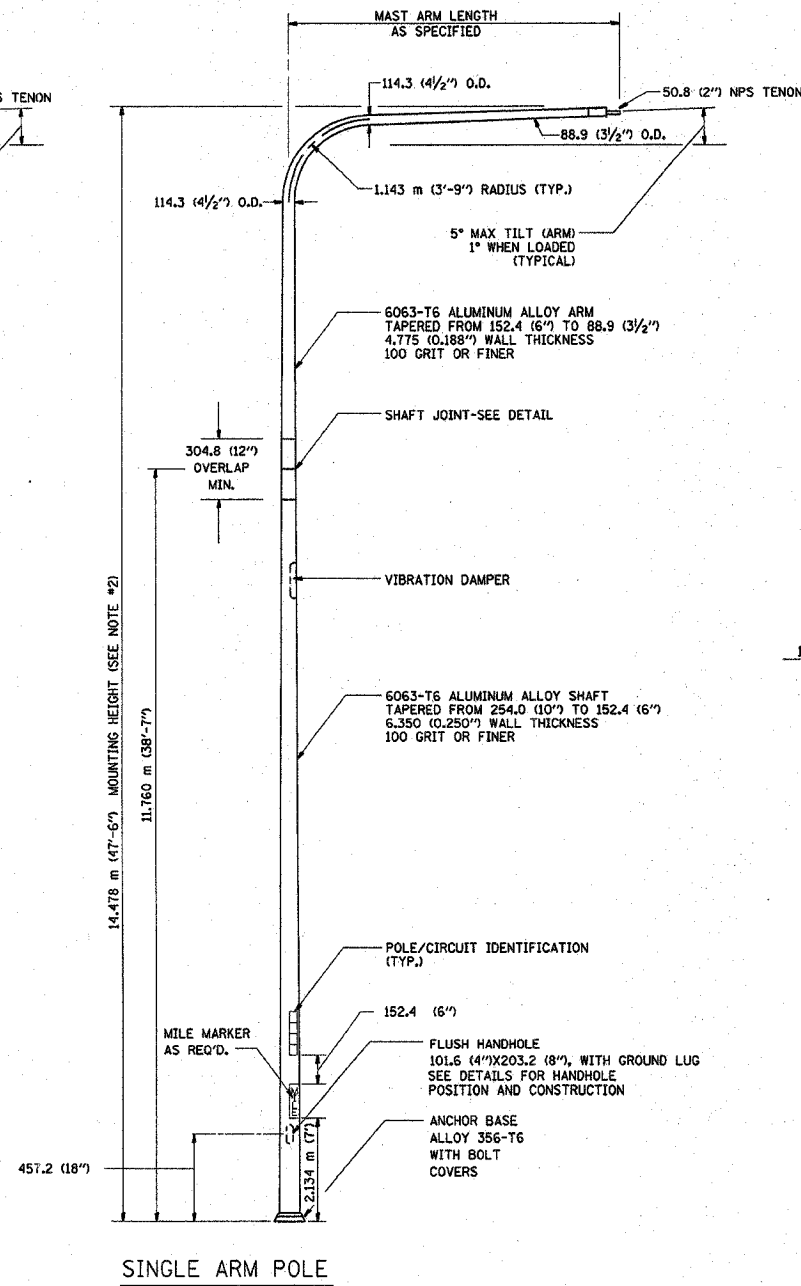 MAST ARM LENGTH
AS SPECIFIED
S TENON
114.3 (4½") O.D.
50.8 (2") NPS TENON
88.9 (3½") O.D.
1.143 m (3'-9") RADIUS (TYP.)
114.3 (4½") O.D.
5° MAX TILT (ARM)
1° WHEN LOADED
(TYPICAL)
6063-T6 ALUMINUM ALLOY ARM
TAPERED FROM 152.4 (6") TO 88.9 (3½")
4.775 (0.188") WALL THICKNESS
100 GRIT OR FINER
SHAFT JOINT-SEE DETAIL
304.8 (12")
OVERLAP
MIN.
VIBRATION DAMPER
14.478 m (47'-6") MOUNTING HEIGHT (SEE NOTE #2)
11.760 m (38'-7")
6063-T6 ALUMINUM ALLOY SHAFT
TAPERED FROM 254.0 (10") TO 152.4 (6")
6.350 (0.250") WALL THICKNESS
100 GRIT OR FINER
POLE/CIRCUIT IDENTIFICATION
(TYP.)
152.4 (6")
MILE MARKER
AS REQ'D.
FLUSH HANDHOLE
101.6 (4")X203.2 (8"), WITH GROUND LUG
SEE DETAILS FOR HANDHOLE
POSITION AND CONSTRUCTION
ANCHOR BASE
ALLOY 356-T6
WITH BOLT
COVERS
457.2 (18")
2.134 m (7')
SINGLE ARM POLE